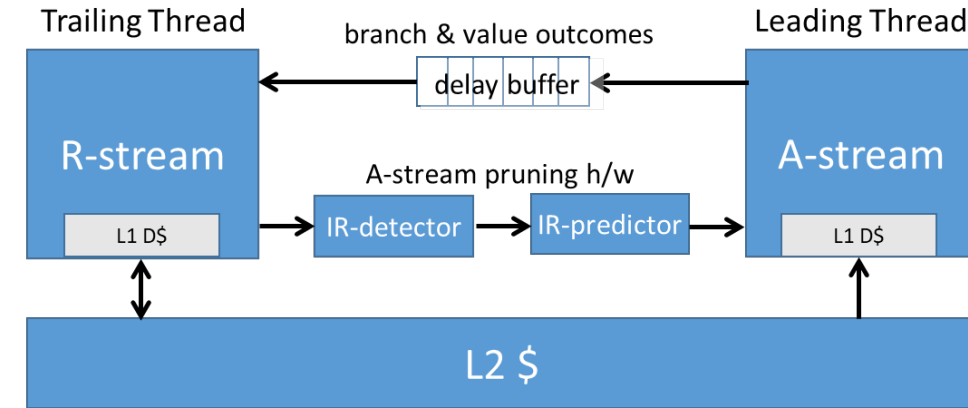 Trailing Thread
Leading Thread
branch & value outcomes
delay buffer
R-stream
A-stream
A-stream pruning h/w
IR-detector
IR-predictor
L1 D$
L1 D$
L2 $